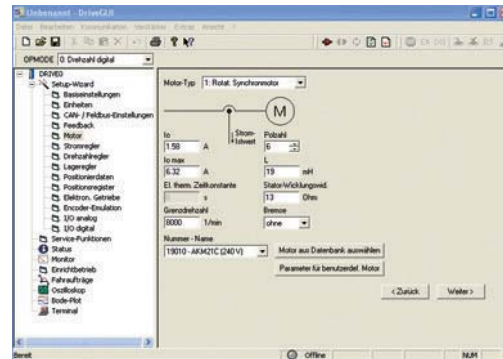 Unbenannt - DriveGUI
Datei Bearbeiten Kommunikation Verstärker Extras Ansicht ?
OPMODE 0: Drehzahl digital
DRIVE0
Setup-Wizard
Basiseinstellungen
Einheiten
CAN- / Feldbus-Einstellungen
Feedback
Motor
Stromregler
Drehzahlregler
Lageregler
Positionierdaten
Positionsregister
Elektron. Getriebe
Encoder-Emulation
I/O analog
I/O digital
Service-Funktionen
Status
Monitor
Einrichtbetrieb
Fahraufträge
Oszilloskop
Bode-Plot
Terminal
Motor-Typ 1: Rotat. Synchronmotor
M
Strom-
Istwert
Io
1.58 A
Polzahl
6
Io max
6.32 A
L
19 mH
El. therm. Zeitkonstante
s
Stator-Wicklungswid.
13 Ohm
Grenzdrehzahl
8000 1/min
Bremse
ohne
Nummer - Name
19010 - AKM21C (240 V)
Motor aus Datenbank auswählen
Parameter für benutzerdef. Motor
< Zurück
Weiter >
Bereit
Offline
NUM